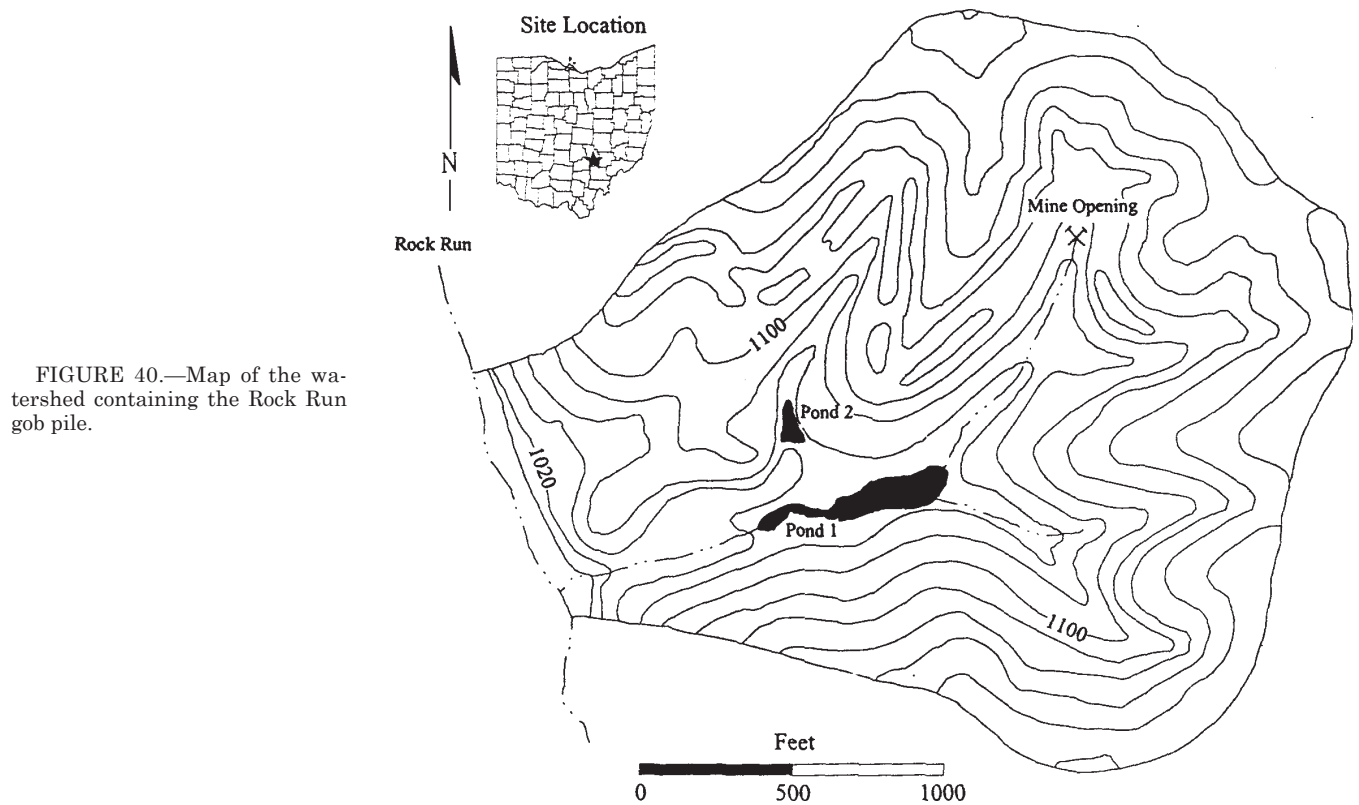 Site Location
N
Rock Run
Mine Opening
1100
Pond 2
1020
Pond 1
1100
Feet
0 500 1000
FIGURE 40.—Map of the wa-
tershed containing the Rock Run
gob pile.